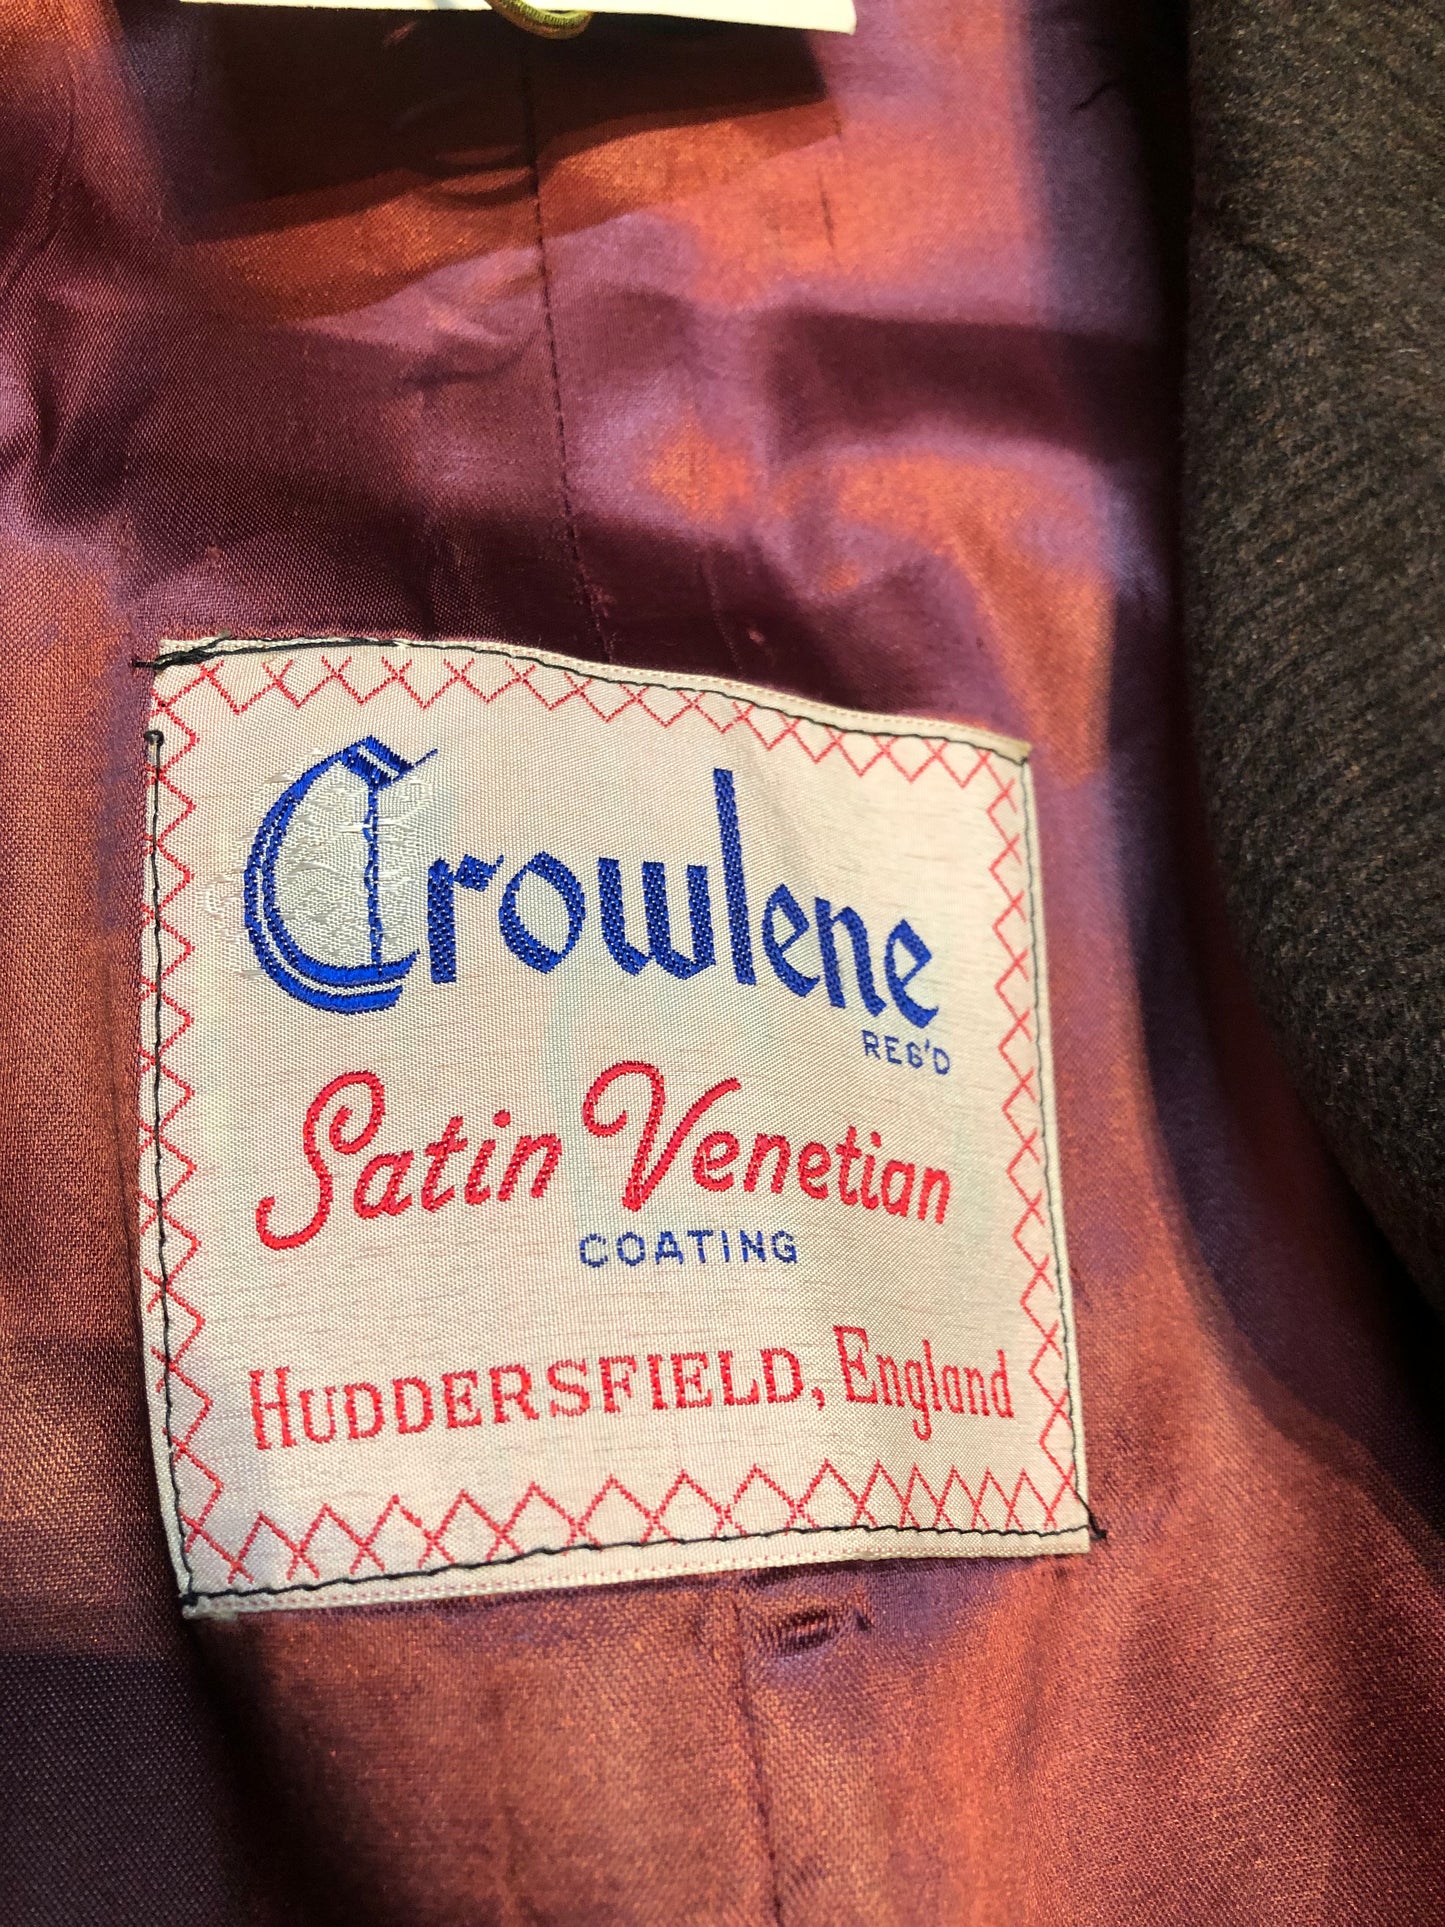 Crowlene
REG'D
Satin Venetian
COATING
HUDDERSFIELD, England